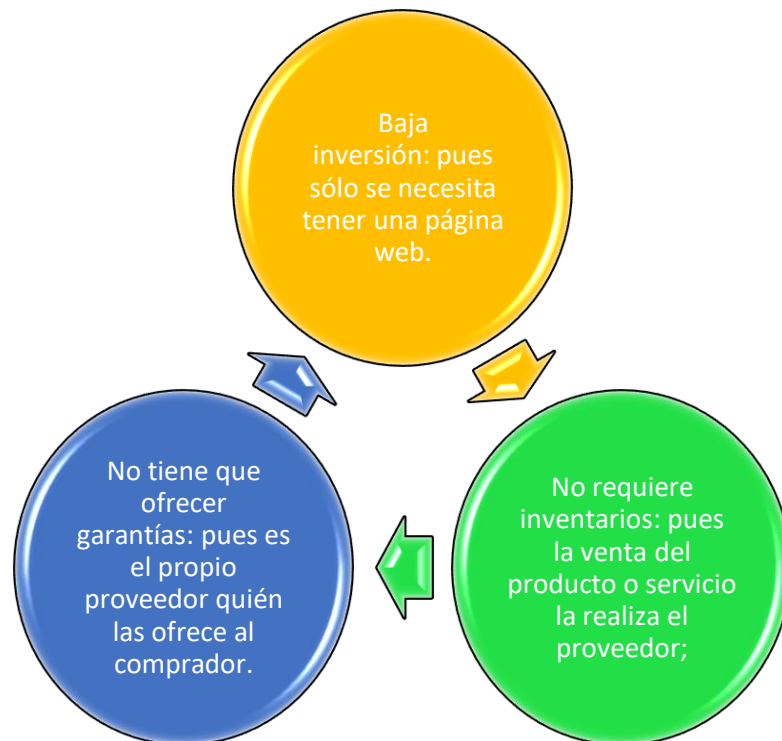 Baja
inversión: pues
sólo se necesita
tener una página
web.
No requiere
inventarios: pues
la venta del
producto o servicio
la realiza el
proveedor;
No tiene que
ofrecer
garantías: pues es
el propio
proveedor quién
las ofrece al
comprador.